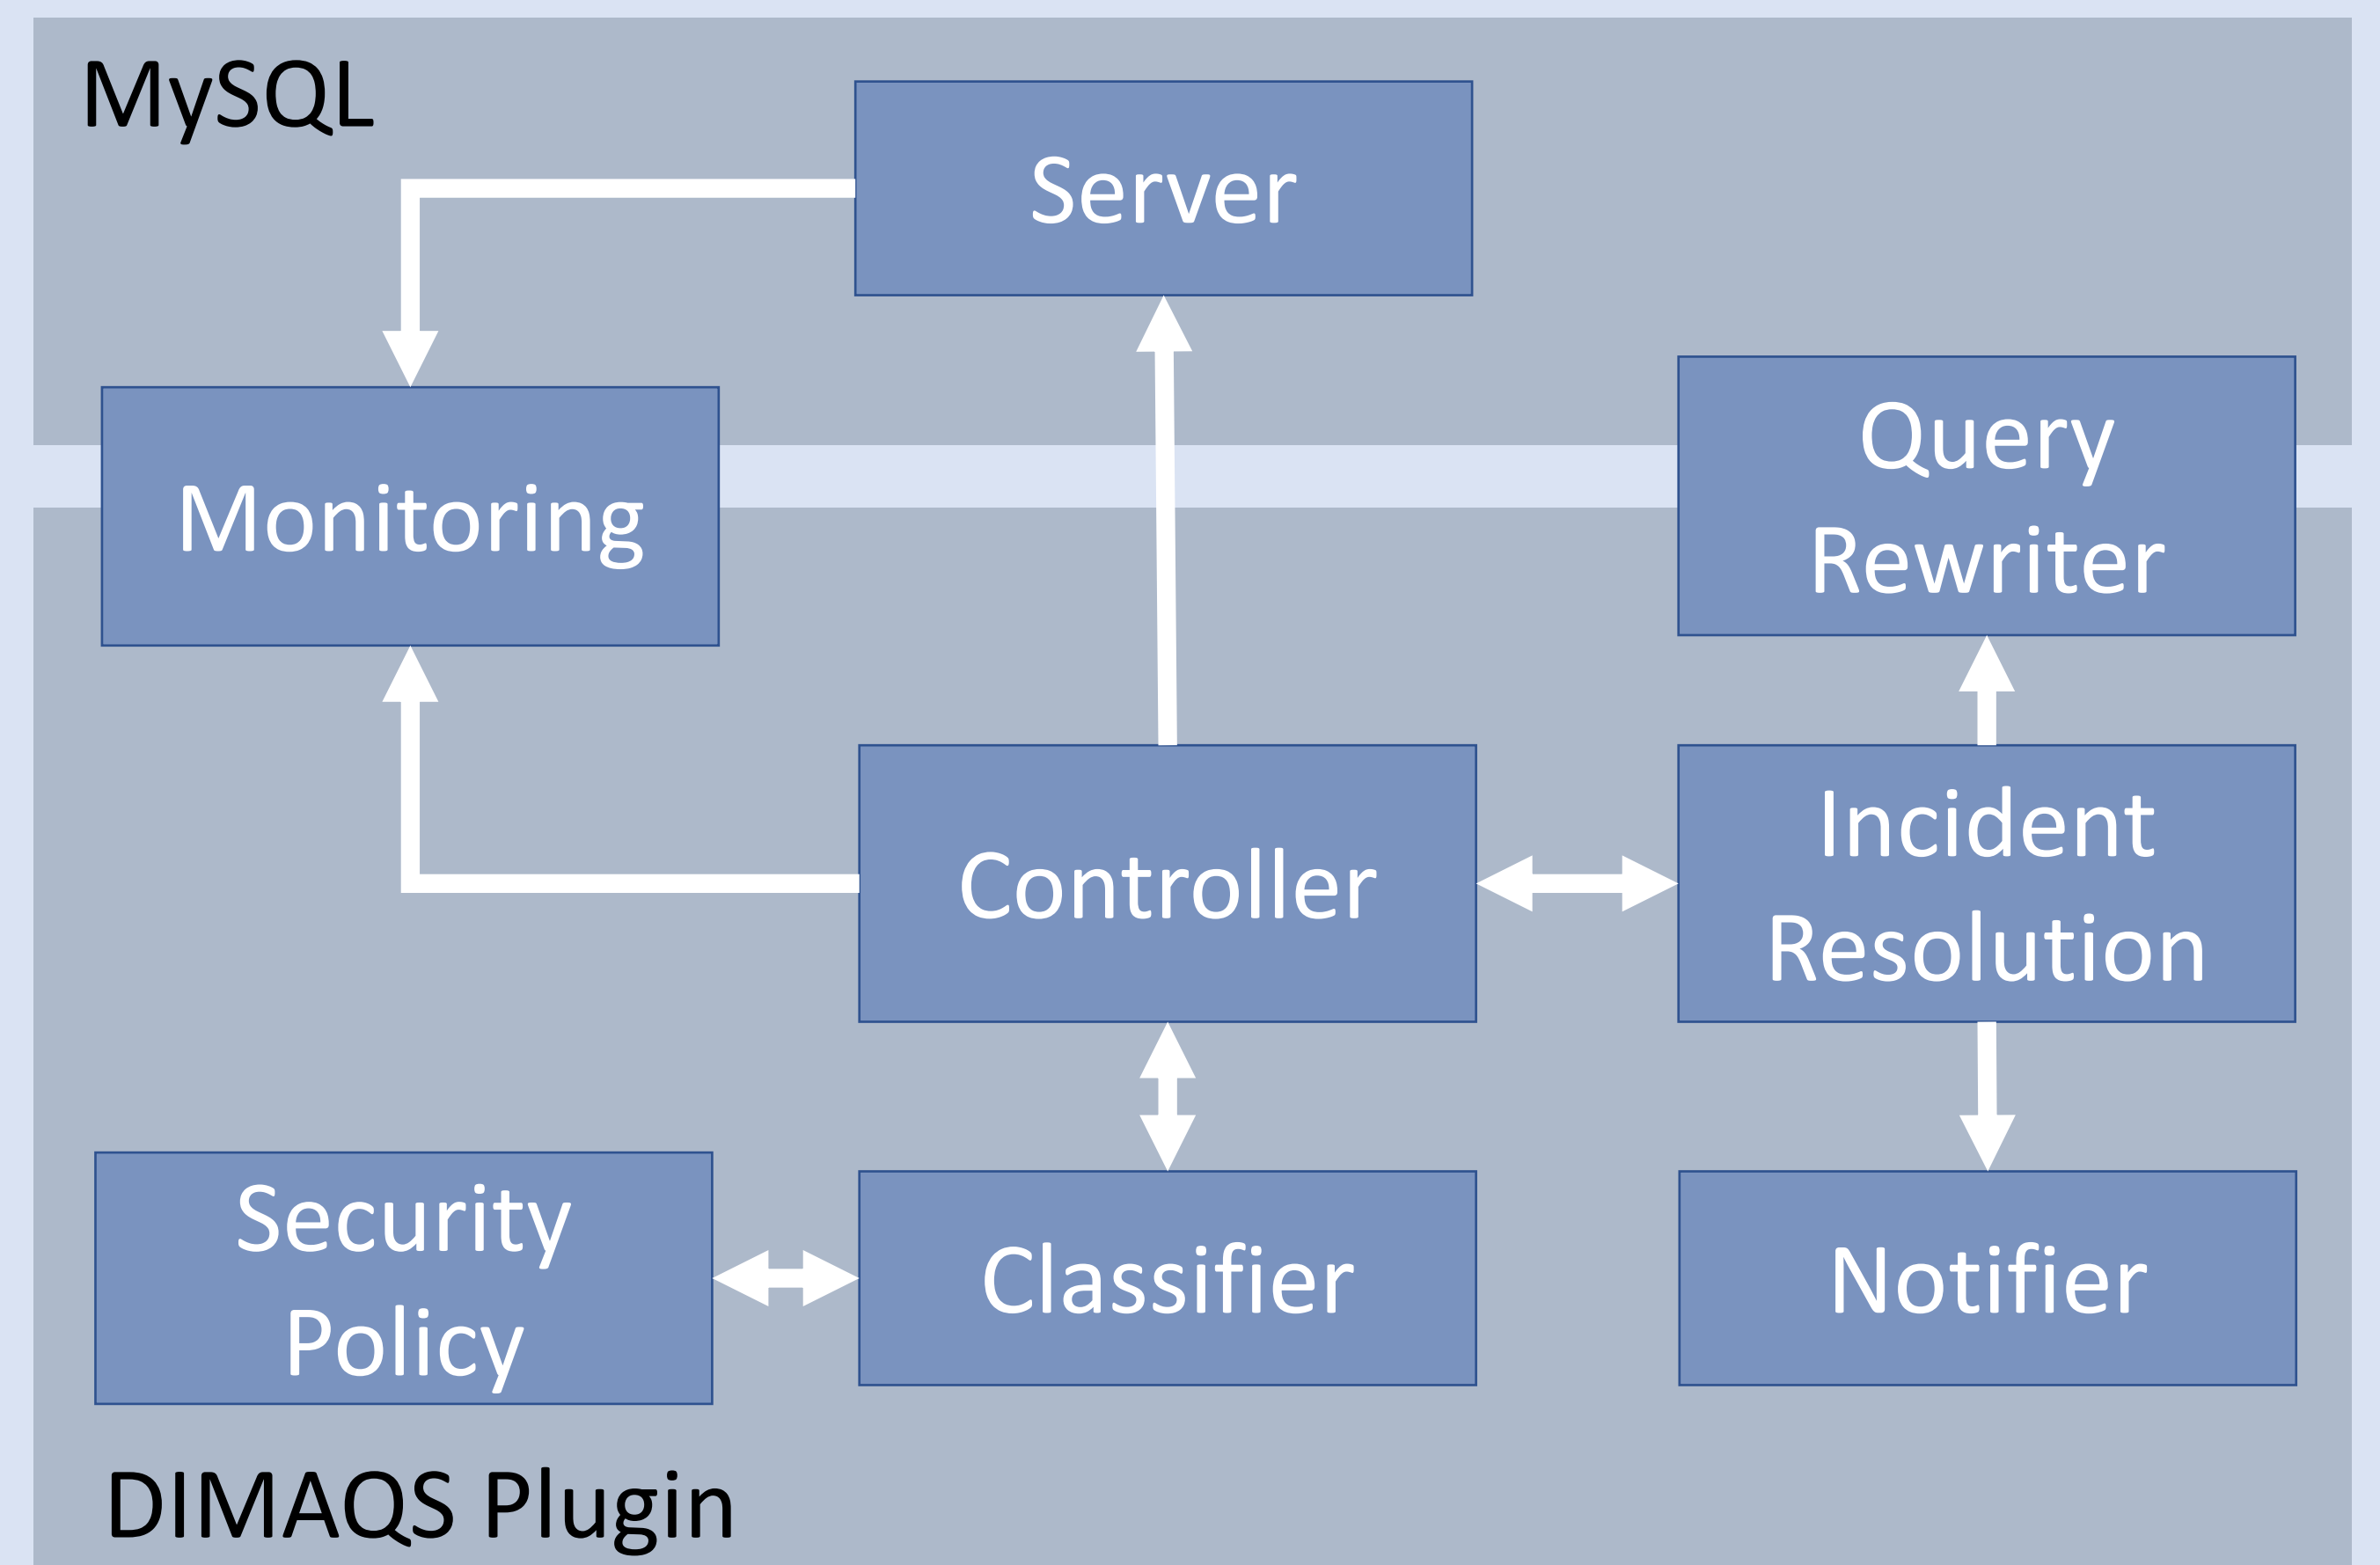 MySQL
Server
Monitoring
Query
Rewriter
Controller
Incident
Resolution
Security
Policy
Classifier
Notifier
DIMAQS Plugin